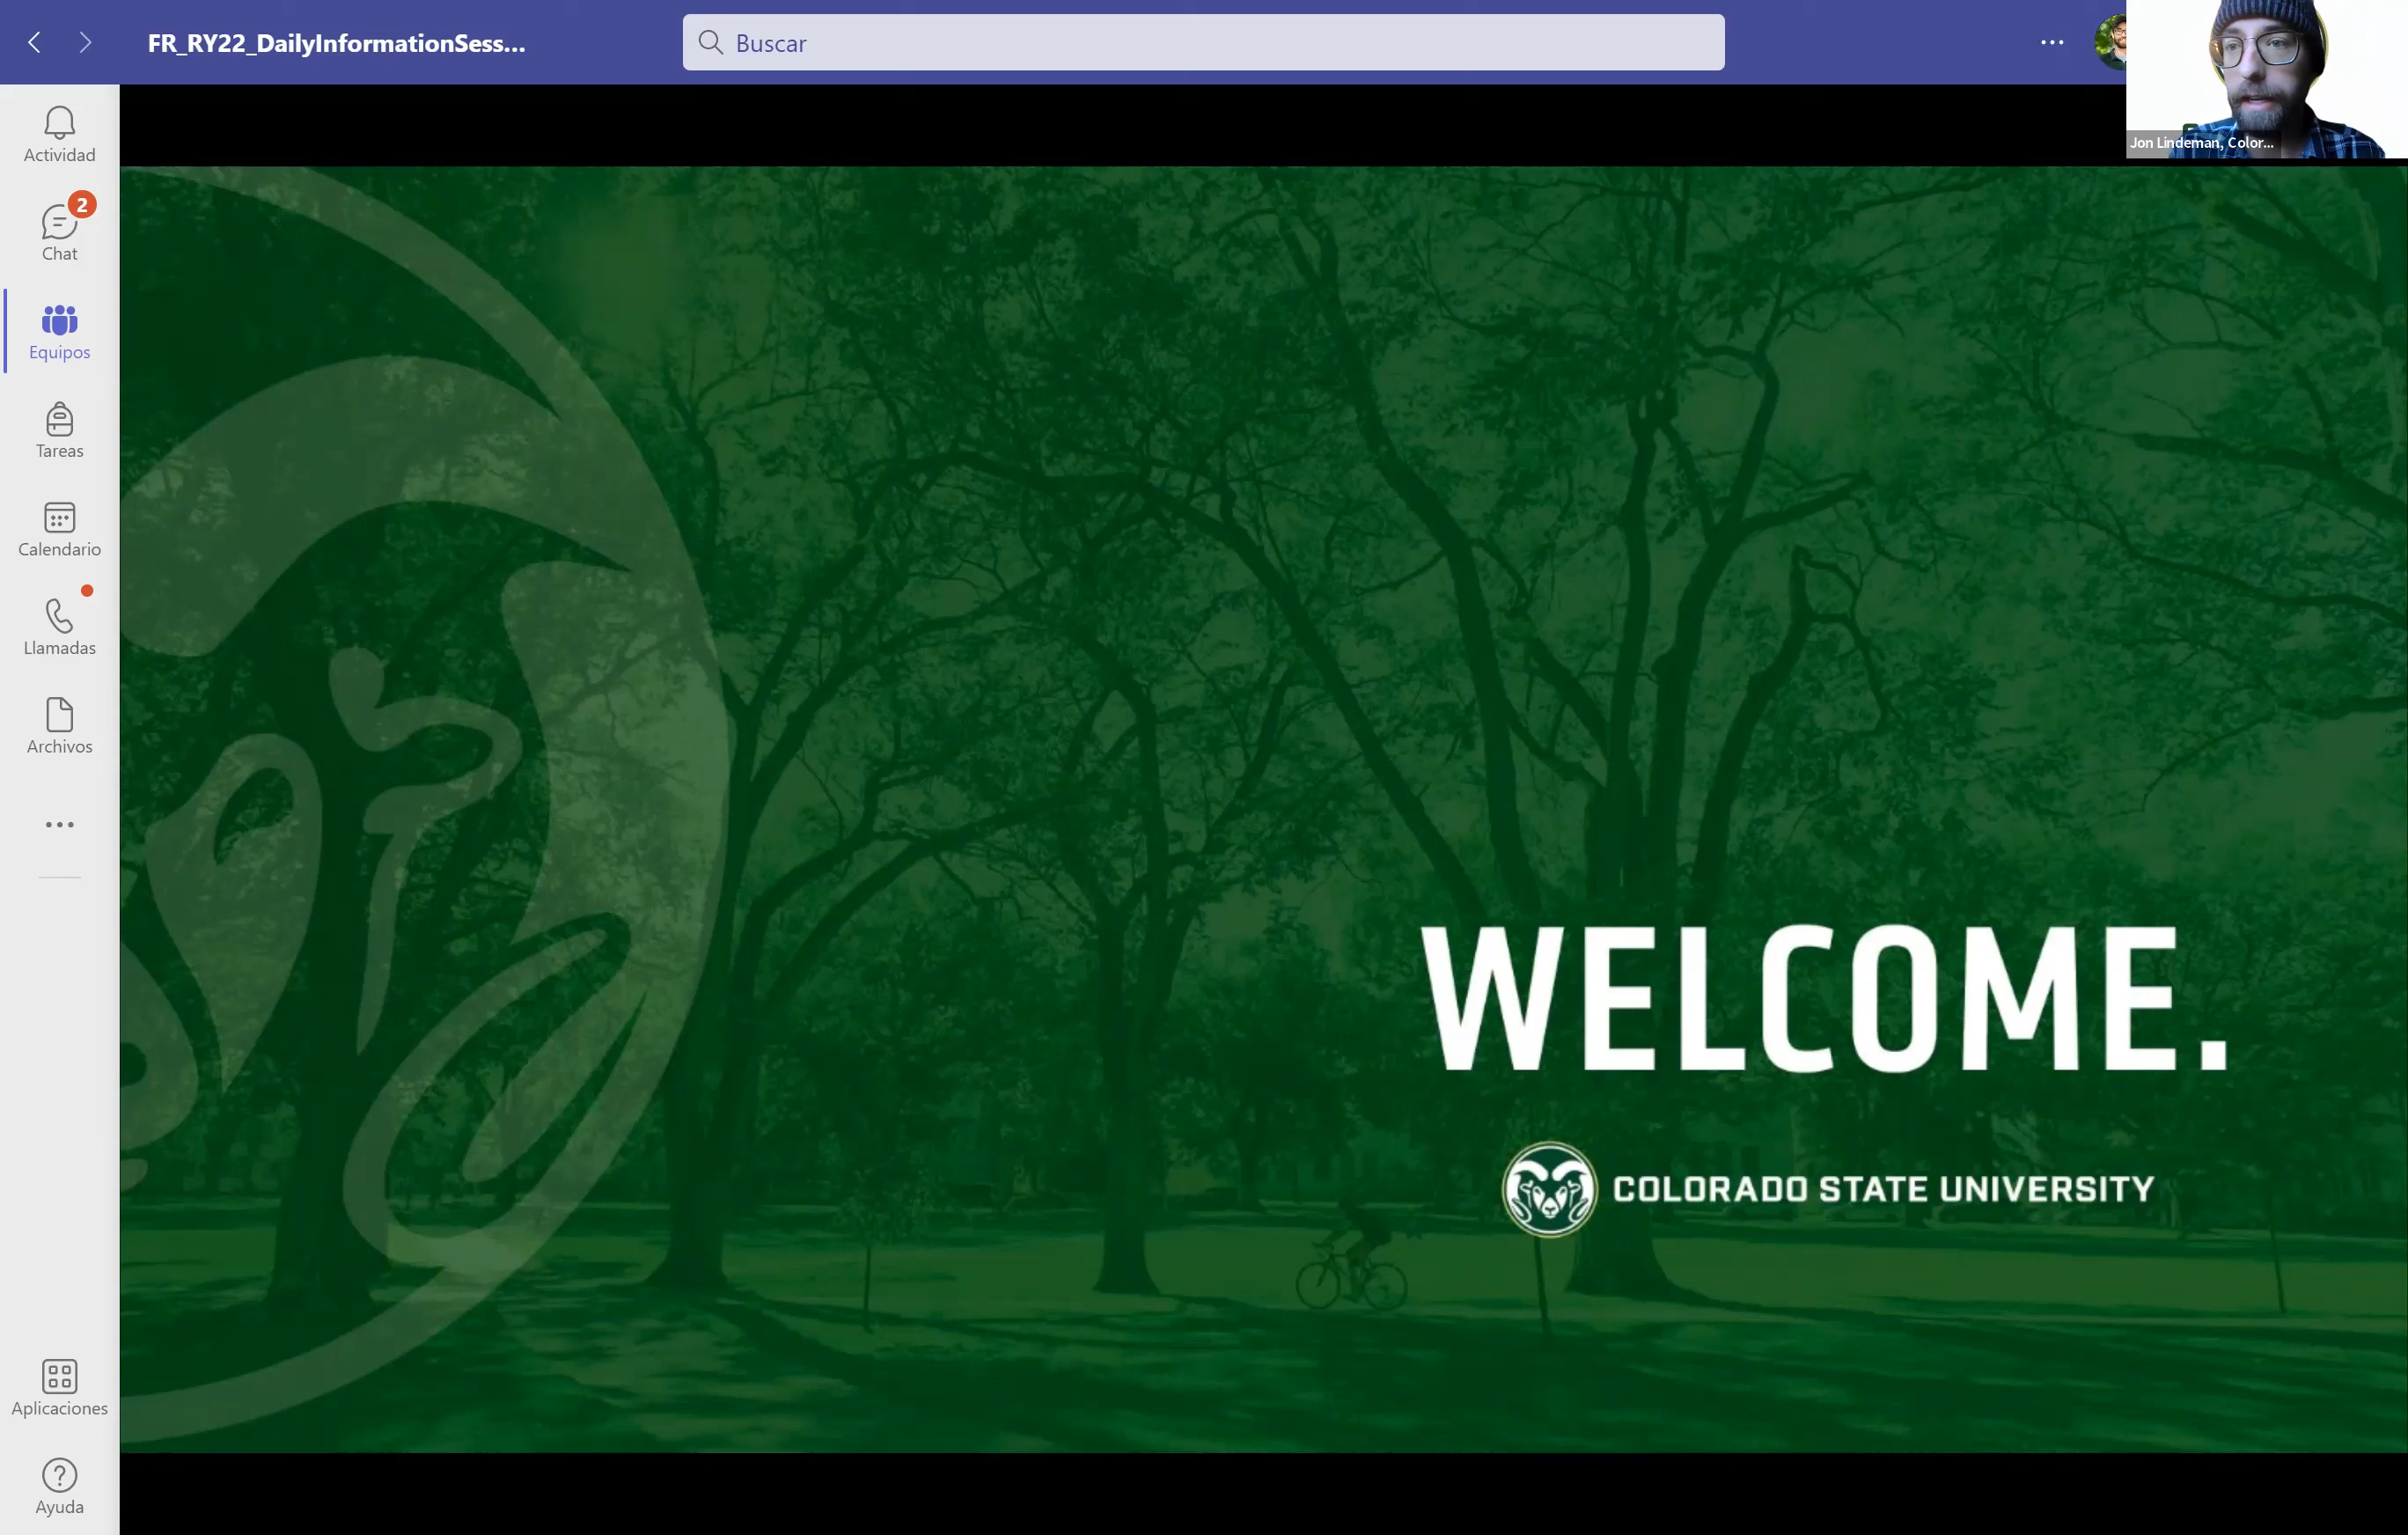 FR_RY22_DailyInformationSess...
Buscar
Jon Lindeman, Color...
Actividad
2
Chat
Equipos
Tareas
Calendario
Llamadas
Archivos
WELCOME.
COLORADO STATE UNIVERSITY
Aplicaciones
Ayuda